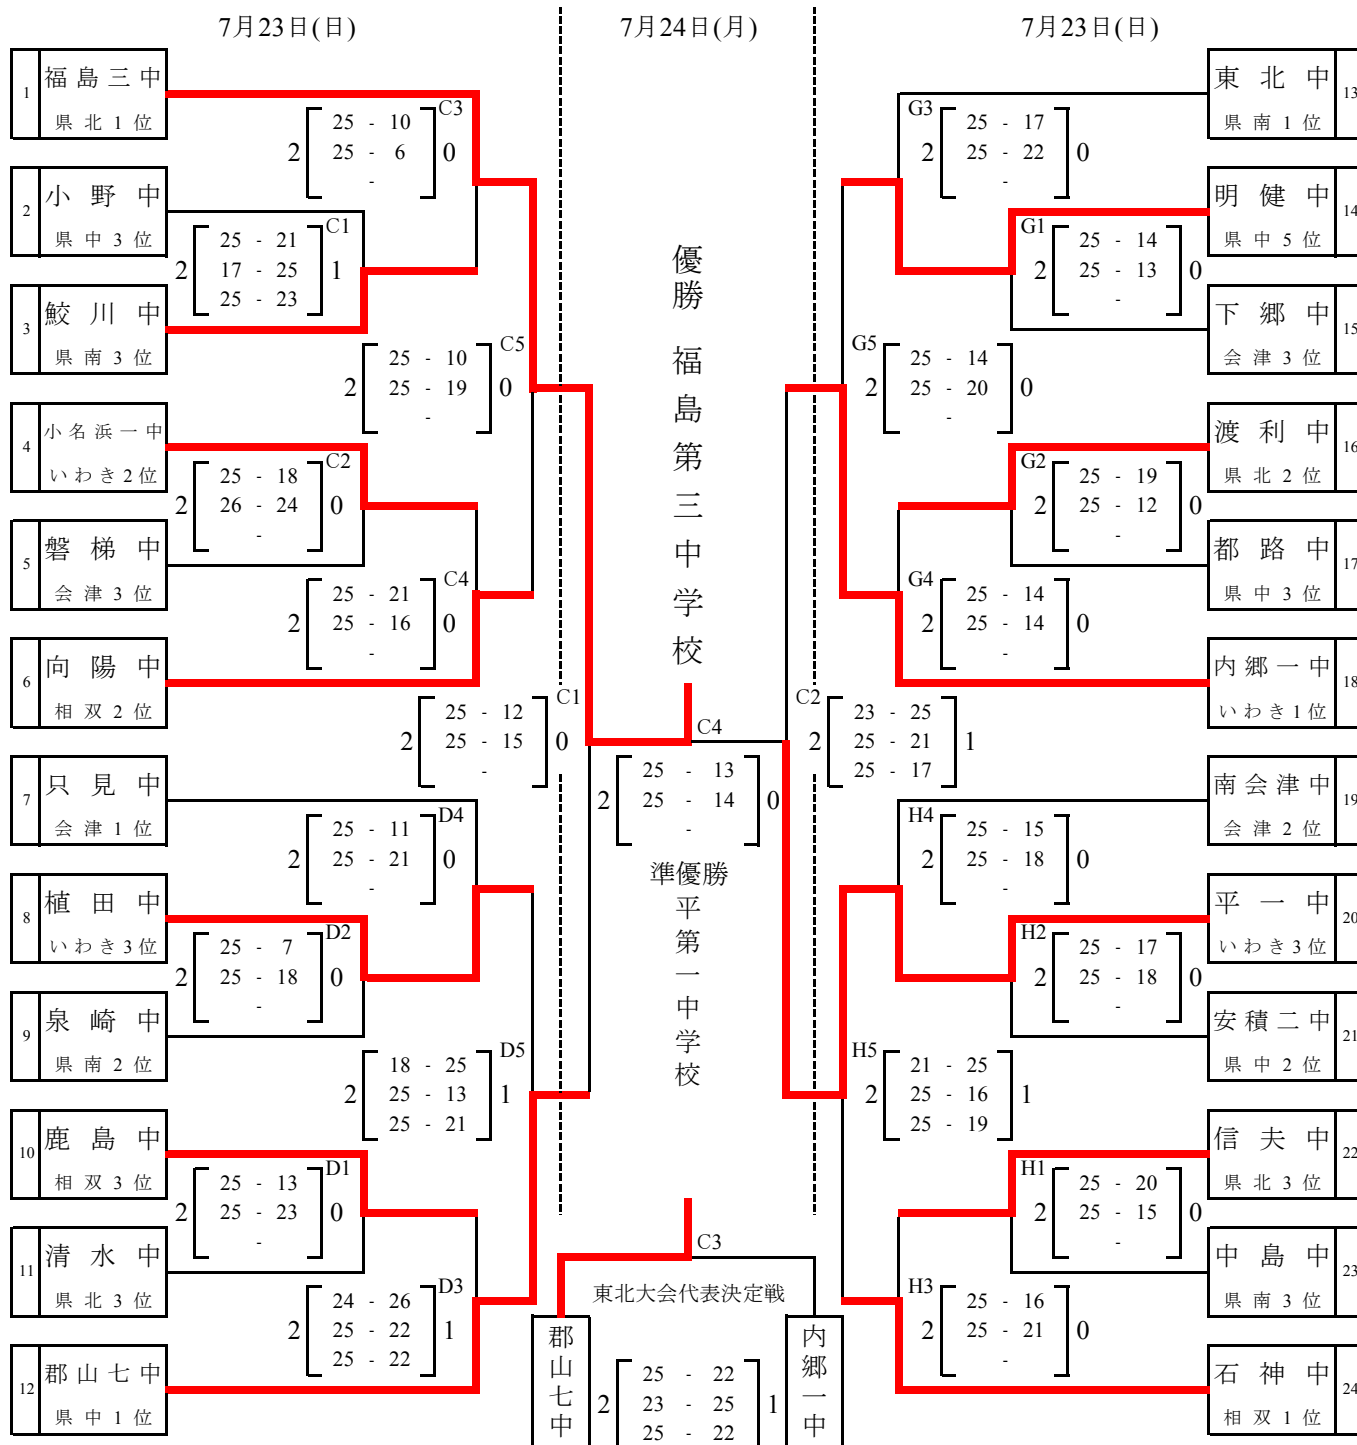 7月23日(日)
7月24日(月)
7月23日(日)
1 福島三中
県北1位
2 小野中
県中3位
3 鮫川中
県南3位
4 小名浜一中
いわき2位
5 磐梯中
会津3位
6 向陽中
相双2位
7 只見中
会津1位
8 植田中
いわき3位
9 泉崎中
県南2位
10 鹿島中
相双3位
11 清水中
県北3位
12 郡山七中
県中1位
C3
25 - 10
2 25 - 6 0
-
C1
25 - 21
2 17 - 25 1
25 - 23
C5
25 - 10
2 25 - 19 0
-
C2
25 - 18
2 26 - 24 0
-
C4
25 - 21
2 25 - 16 0
-
C1
25 - 12
2 25 - 15 0
-
D4
25 - 11
2 25 - 21 0
-
D2
25 - 7
2 25 - 18 0
-
D5
18 - 25
2 25 - 13 1
25 - 21
D1
25 - 13
2 25 - 23 0
-
D3
24 - 26
2 25 - 22 1
25 - 22
優勝 福島第三中学校
C4
25 - 13
2 25 - 14 0
-
準優勝
平第一中学校
C3
東北大会代表決定戦
郡山七中
25 - 22
2 23 - 25 1
25 - 22
内郷一中
G3
25 - 17
2 25 - 22 0
-
G1
25 - 14
2 25 - 13 0
-
G5
25 - 14
2 25 - 20 0
-
G2
25 - 19
2 25 - 12 0
-
G4
25 - 14
2 25 - 14 0
-
C2
23 - 25
2 25 - 21 1
25 - 17
H4
25 - 15
2 25 - 18 0
-
H2
25 - 17
2 25 - 18 0
-
H5
21 - 25
2 25 - 16 1
25 - 19
H1
25 - 20
2 25 - 15 0
-
H3
25 - 16
2 25 - 21 0
-
東北中 13
県南1位
明健中 14
県中5位
下郷中 15
会津3位
渡利中 16
県北2位
都路中 17
県中3位
内郷一中 18
いわき1位
南会津中 19
会津2位
平一中 20
いわき3位
安積二中 21
県中2位
信夫中 22
県北3位
中島中 23
県南3位
石神中 24
相双1位